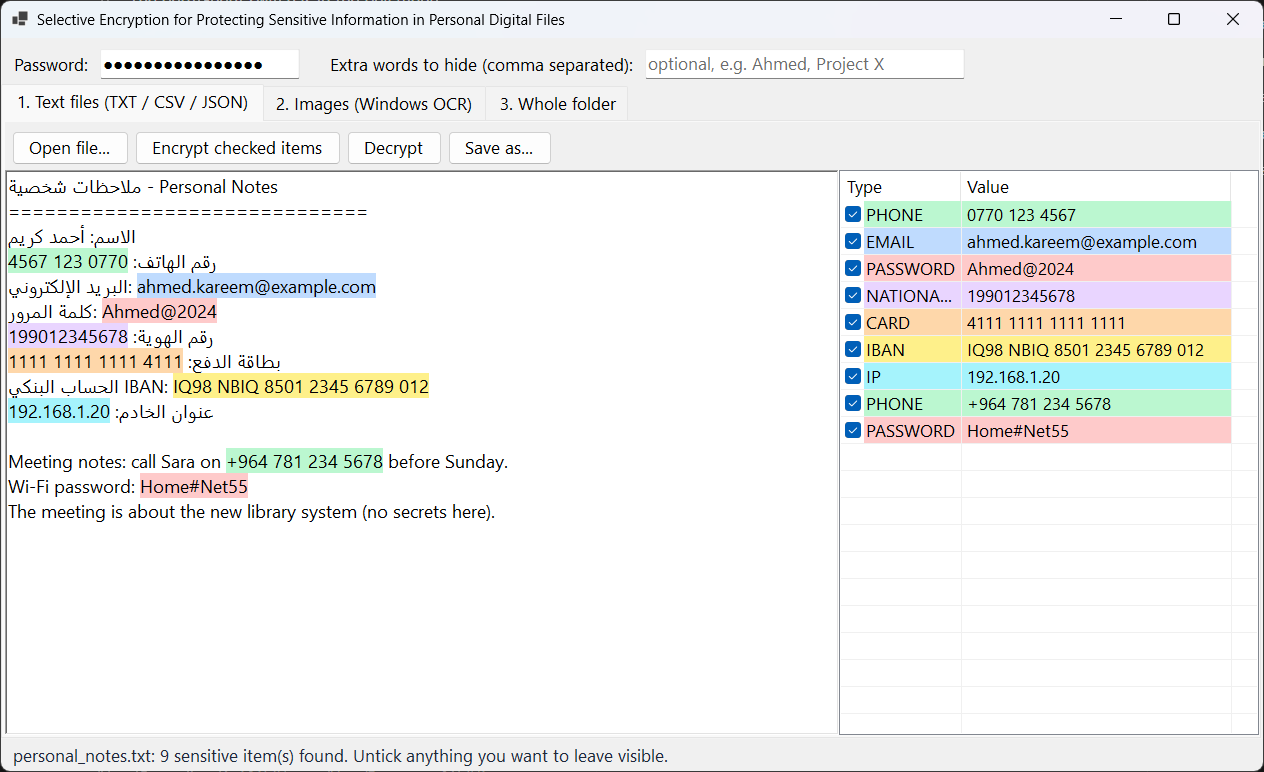 Selective Encryption for Protecting Sensitive Information in Personal Digital Files
Password: ●●●●●●●●●●●●●●●● Extra words to hide (comma separated): optional, e.g. Ahmed, Project X
1. Text files (TXT / CSV / JSON) 2. Images (Windows OCR) 3. Whole folder
Open file... Encrypt checked items Decrypt Save as...
ملاحظات شخصية - Personal Notes
==============================
الاسم: أحمد كريم
رقم الهاتف: 0770 123 4567
البريد الإلكتروني: ahmed.kareem@example.com
كلمة المرور: Ahmed@2024
رقم الهوية: 199012345678
بطاقة الدفع: 4111 1111 1111 1111
الحساب البنكي IBAN: IQ98 NBIQ 8501 2345 6789 012
عنوان الخادم: 192.168.1.20
Meeting notes: call Sara on +964 781 234 5678 before Sunday.
Wi-Fi password: Home#Net55
The meeting is about the new library system (no secrets here).
Type Value
PHONE 0770 123 4567
EMAIL ahmed.kareem@example.com
PASSWORD Ahmed@2024
NATIONA... 199012345678
CARD 4111 1111 1111 1111
IBAN IQ98 NBIQ 8501 2345 6789 012
IP 192.168.1.20
PHONE +964 781 234 5678
PASSWORD Home#Net55
personal_notes.txt: 9 sensitive item(s) found. Untick anything you want to leave visible.